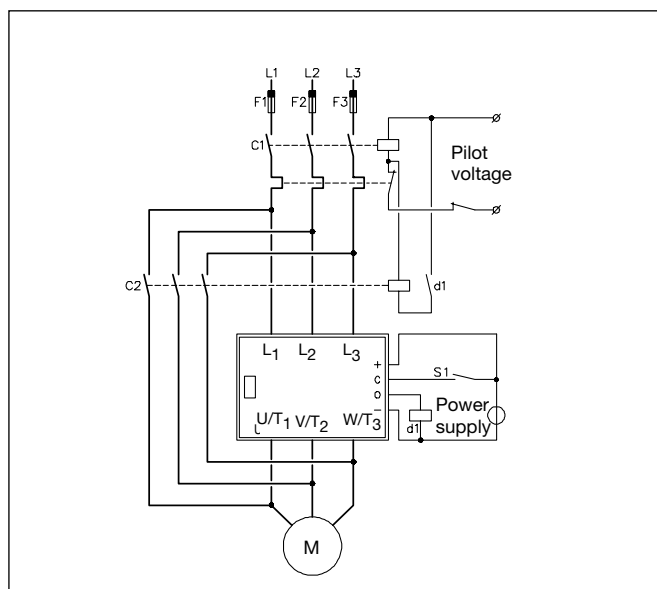 L1 L2 L3
F1 F2 F3
C1
Pilot
voltage
C2
d1
L1 L2 L3
+
C
S1
O
−
Power
supply
U/T1 V/T2 W/T3
d1
M